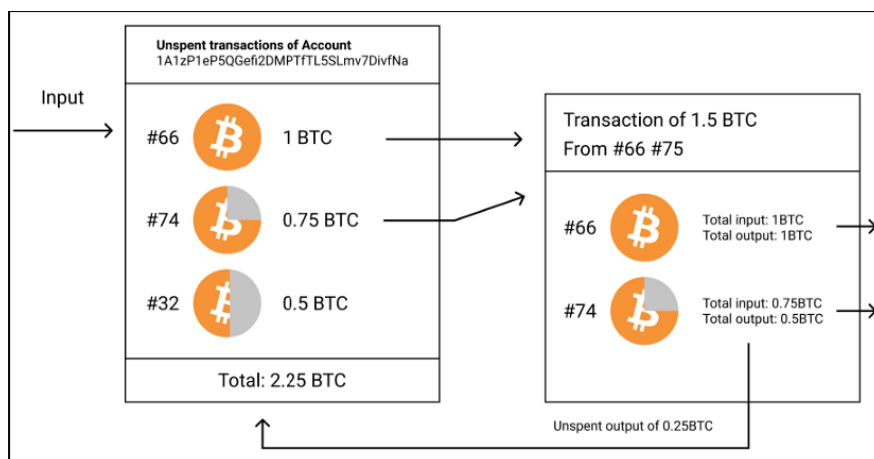 Unspent transactions of Account
1A1zP1eP5QGefi2DMPTfTL5SLmv7DivfNa
Input
#66 1 BTC
#74 0.75 BTC
#32 0.5 BTC
Total: 2.25 BTC
Transaction of 1.5 BTC
From #66 #75
#66
Total input: 1BTC
Total output: 1BTC
#74
Total input: 0.75BTC
Total output: 0.5BTC
Unspent output of 0.25BTC